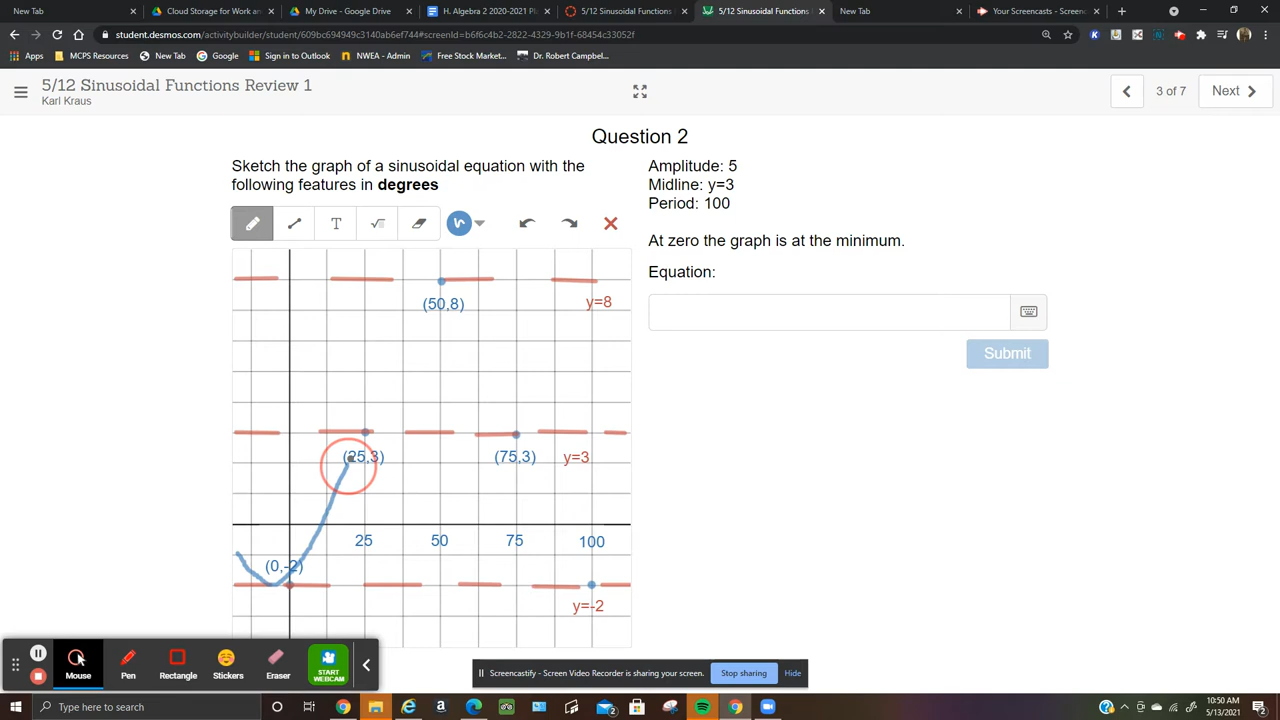 New Tab
Cloud Storage for Work an
My Drive - Google Drive
H. Algebra 2 2020-2021 Pl
5/12 Sinusoidal Functions
5/12 Sinusoidal Functions
New Tab
Your Screencasts - Screenc
student.desmos.com/activitybuilder/student/609bc694949c3140ab6ef744#screenId=b6f6c4b2-2822-4329-9b1f-68454c33052f
Apps
MCPS Resources
New Tab
Google
Sign in to Outlook
NWEA - Admin
Free Stock Market...
Dr. Robert Campbel...
5/12 Sinusoidal Functions Review 1
Karl Kraus
3 of 7
Next
Question 2
Sketch the graph of a sinusoidal equation with the
following features in degrees
Amplitude: 5
Midline: y=3
Period: 100
At zero the graph is at the minimum.
Equation:
Submit
T
(50,8)
y=8
(25,3)
(75,3)
y=3
25
50
75
100
(0,-2)
y=-2
Mouse
Pen
Rectangle
Stickers
Eraser
START
WEBCAM
Screencastify - Screen Video Recorder is sharing your screen.
Stop sharing
Hide
Type here to search
10:50 AM
5/13/2021